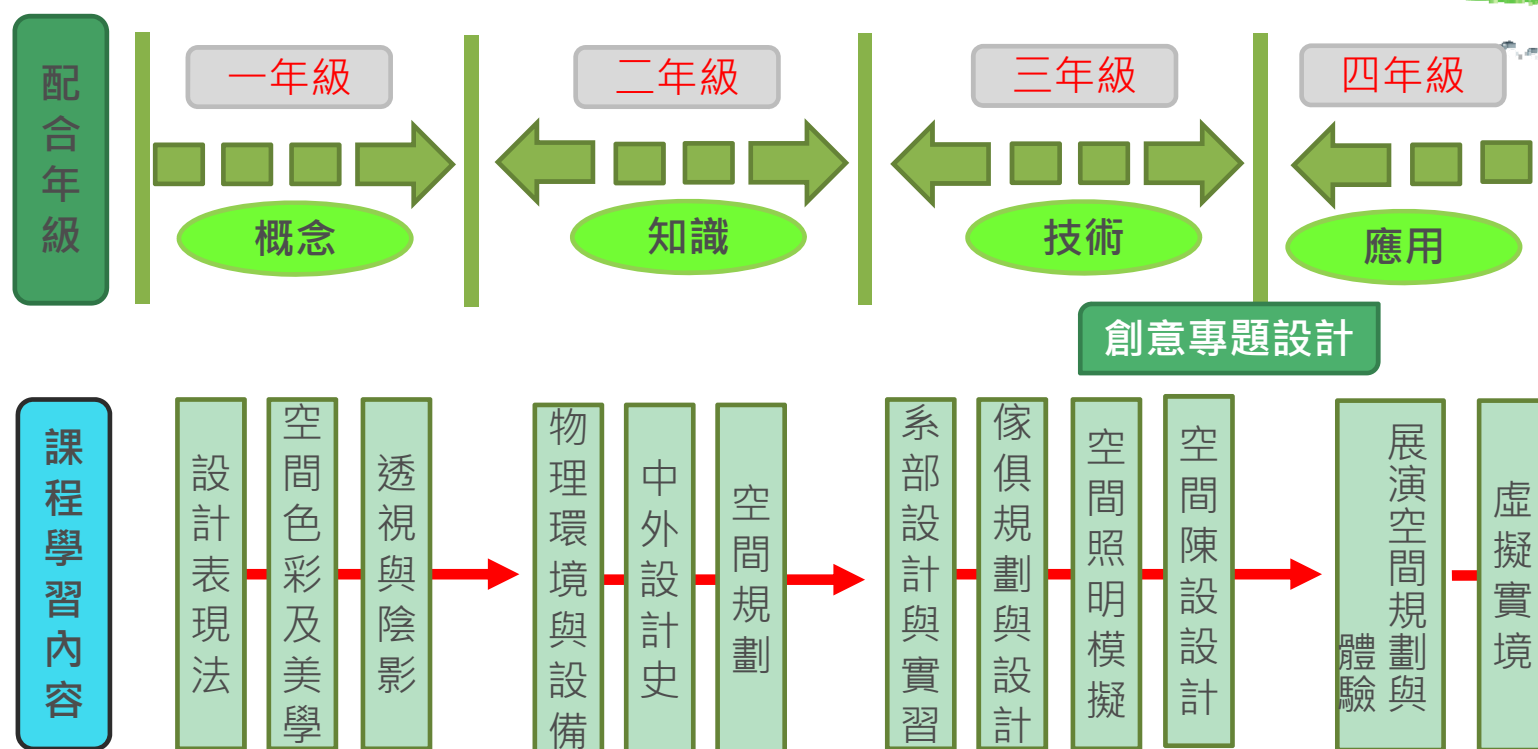 配合年級
一年級
二年級
三年級
四年級
概念
知識
技術
應用
創意專題設計
課程學習內容
設計表現法
空間色彩及美學
透視與陰影
物理環境與設備
中外設計史
空間規劃
系部設計與實習
傢俱規劃與設計
空間照明模擬
空間陳設設計
展演空間規劃與
體驗
虛擬實境